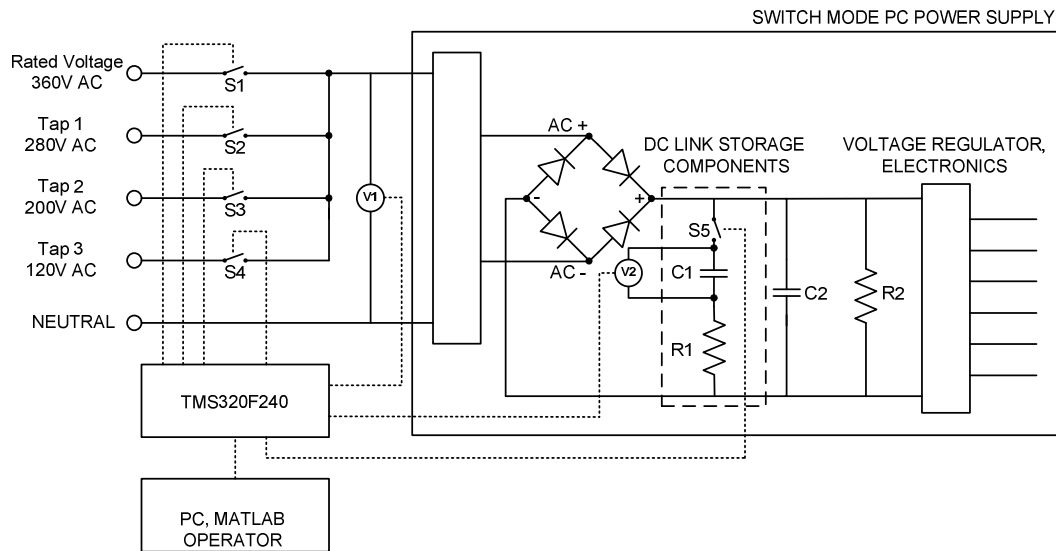 SWITCH MODE PC POWER SUPPLY
Rated Voltage
360V AC
S1
Tap 1
280V AC
S2
Tap 2
200V AC
S3
Tap 3
120V AC
S4
NEUTRAL
V1
AC +
-
+
AC -
DC LINK STORAGE
COMPONENTS
VOLTAGE REGULATOR,
ELECTRONICS
S5
V2
C1
R1
C2
R2
TMS320F240
PC, MATLAB
OPERATOR